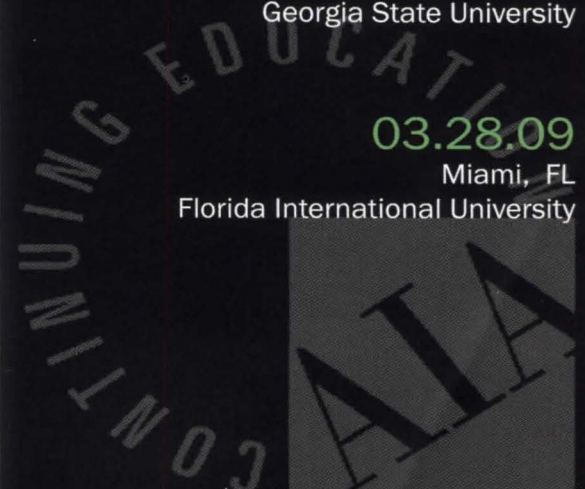 Georgia State University
CONTINUING EDUCATION
03.28.09
Miami, FL
Florida International University
AIA